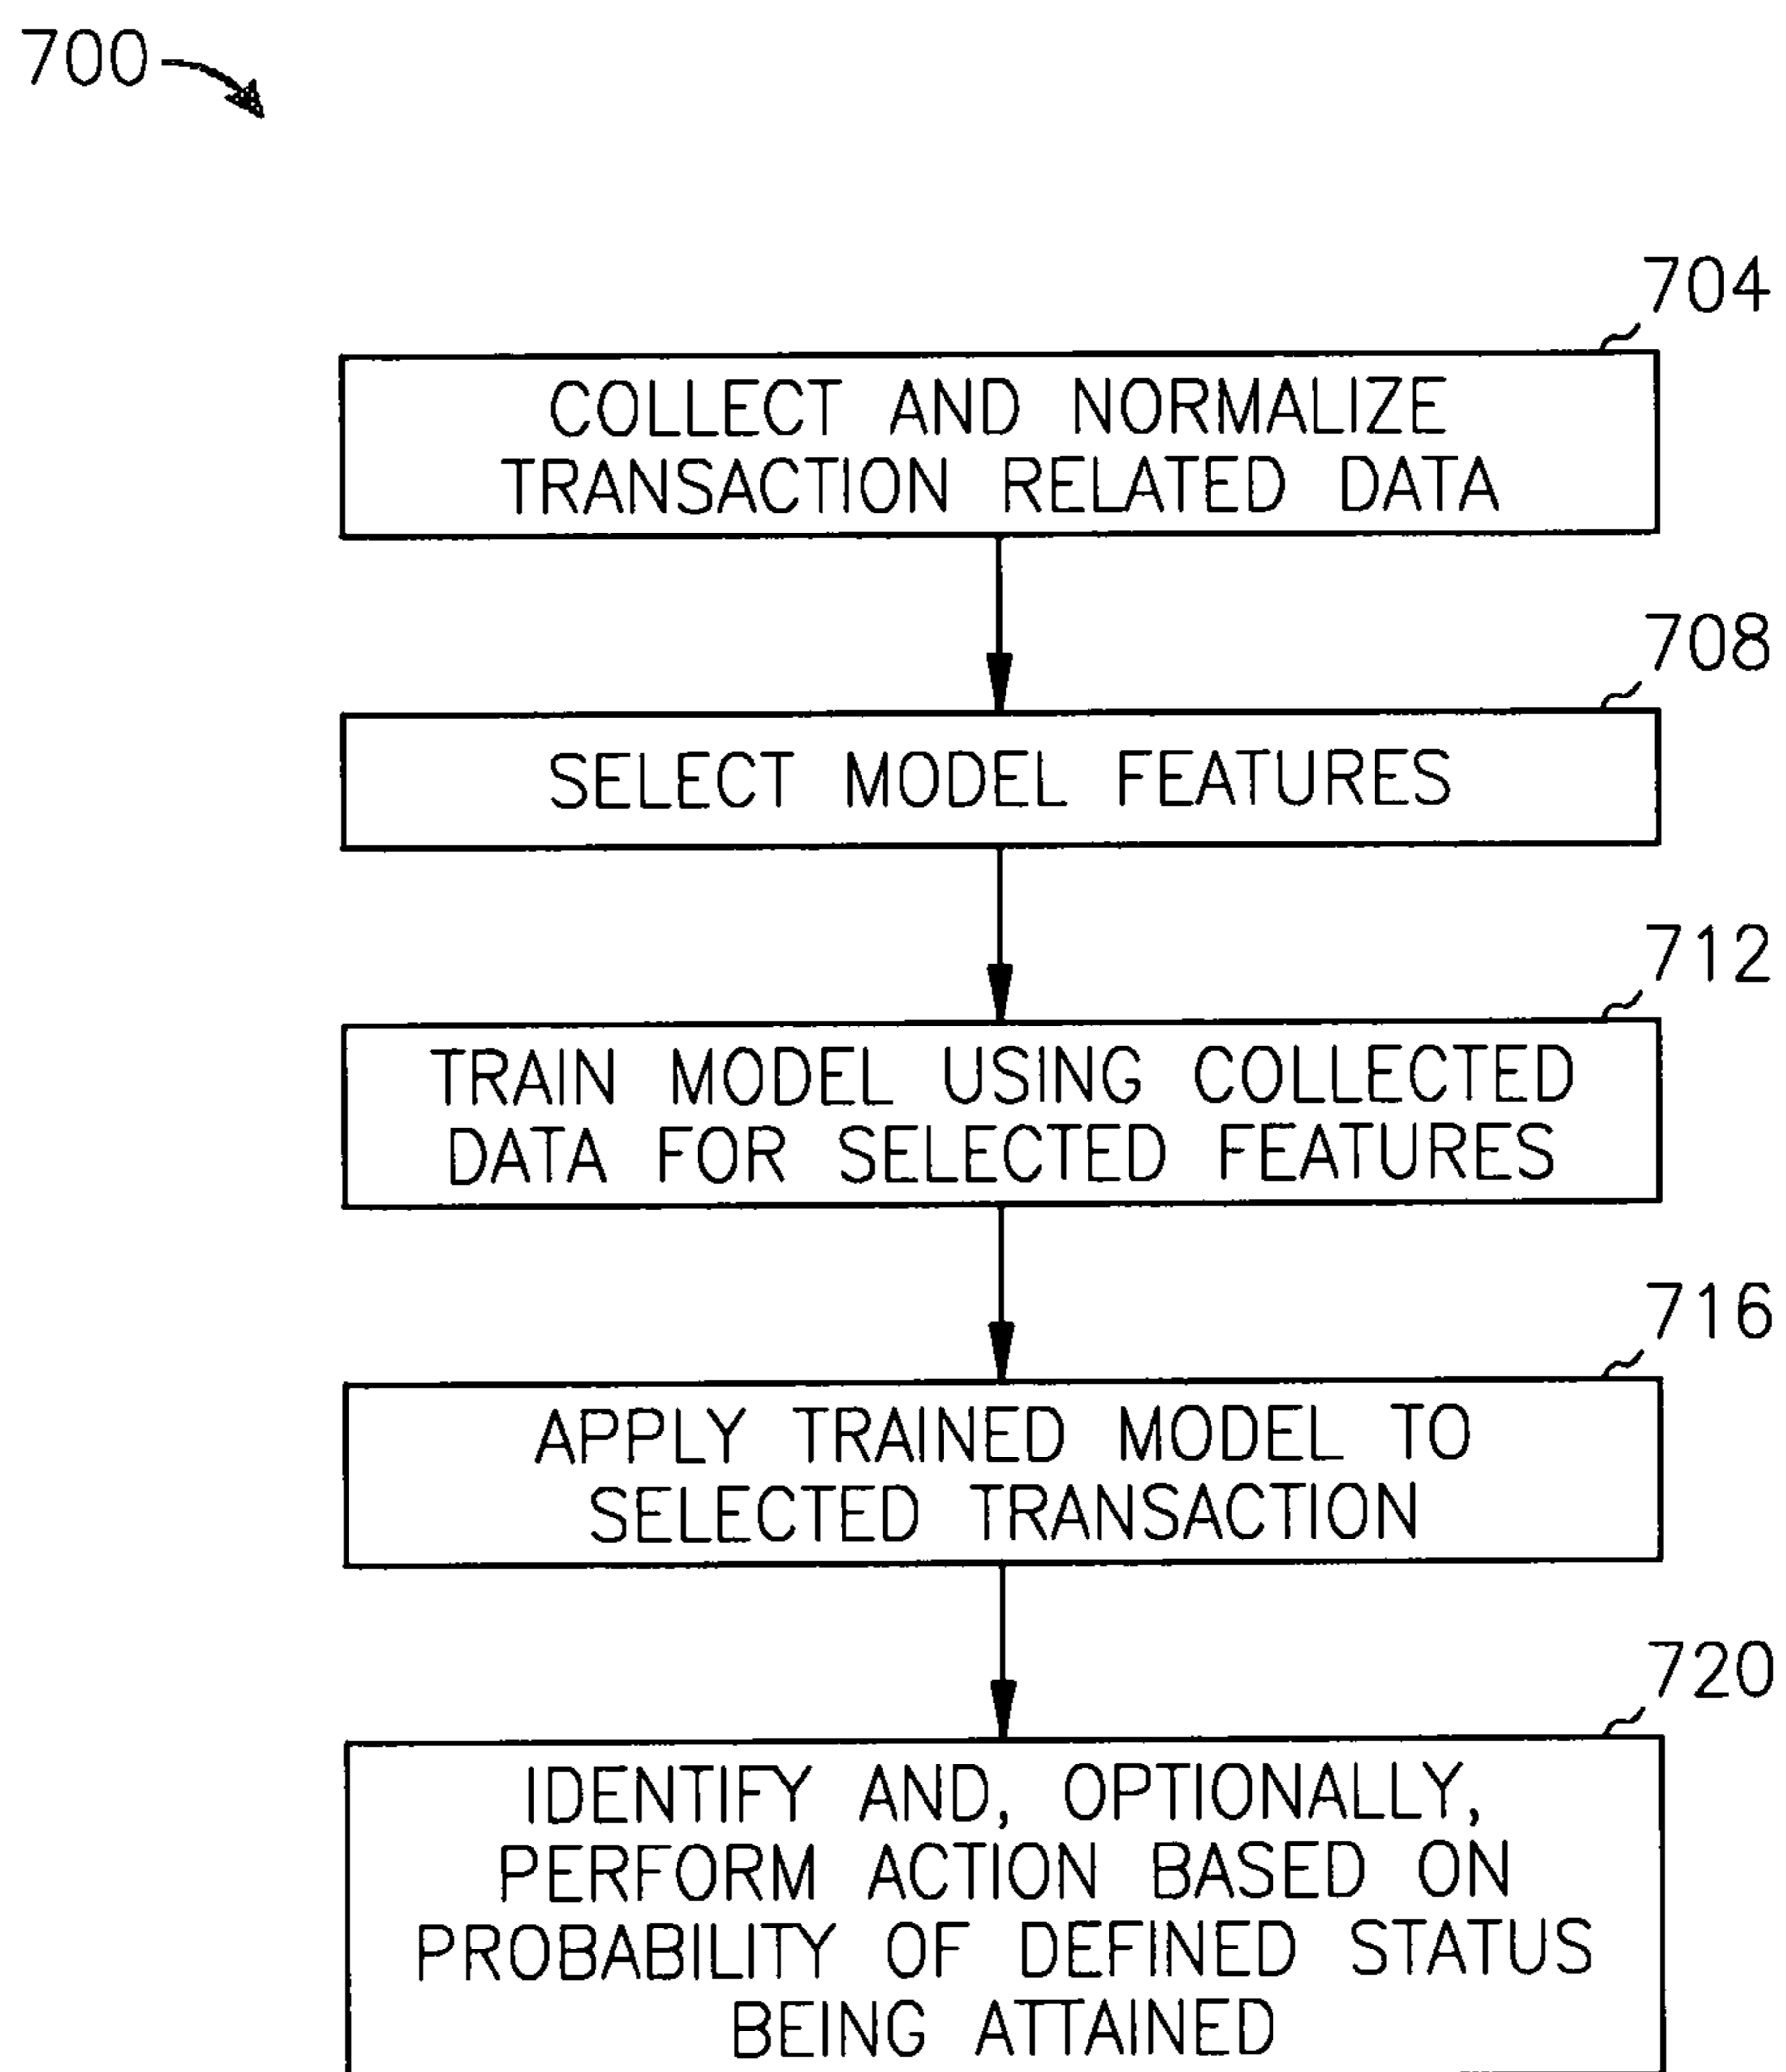 700
704
COLLECT AND NORMALIZE
TRANSACTION RELATED DATA
708
SELECT MODEL FEATURES
712
TRAIN MODEL USING COLLECTED
DATA FOR SELECTED FEATURES
716
APPLY TRAINED MODEL TO
SELECTED TRANSACTION
720
IDENTIFY AND, OPTIONALLY,
PERFORM ACTION BASED ON
PROBABILITY OF DEFINED STATUS
BEING ATTAINED